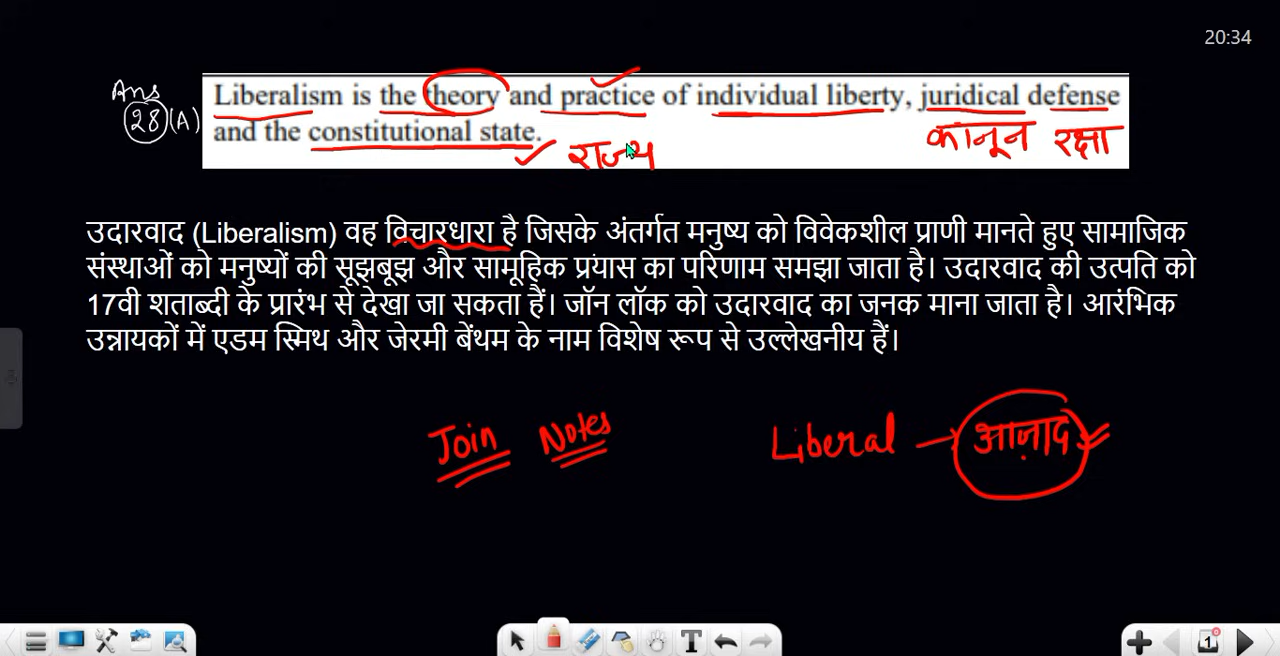 20:34
Ans
28 (A)
Liberalism is the theory and practice of individual liberty, juridical defense
and the constitutional state.
कानून रक्षा
राज्य
उदारवाद (Liberalism) वह विचारधारा है जिसके अंतर्गत मनुष्य को विवेकशील प्राणी मानते हुए सामाजिक
संस्थाओं को मनुष्यों की सूझबूझ और सामूहिक प्रयास का परिणाम समझा जाता है। उदारवाद की उत्पति को
17वी शताब्दी के प्रारंभ से देखा जा सकता हैं। जॉन लॉक को उदारवाद का जनक माना जाता है। आरंभिक
उन्नायकों में एडम स्मिथ और जेरमी बेंथम के नाम विशेष रूप से उल्लेखनीय हैं।
Join Notes
Liberal → आज़ाद
T
1